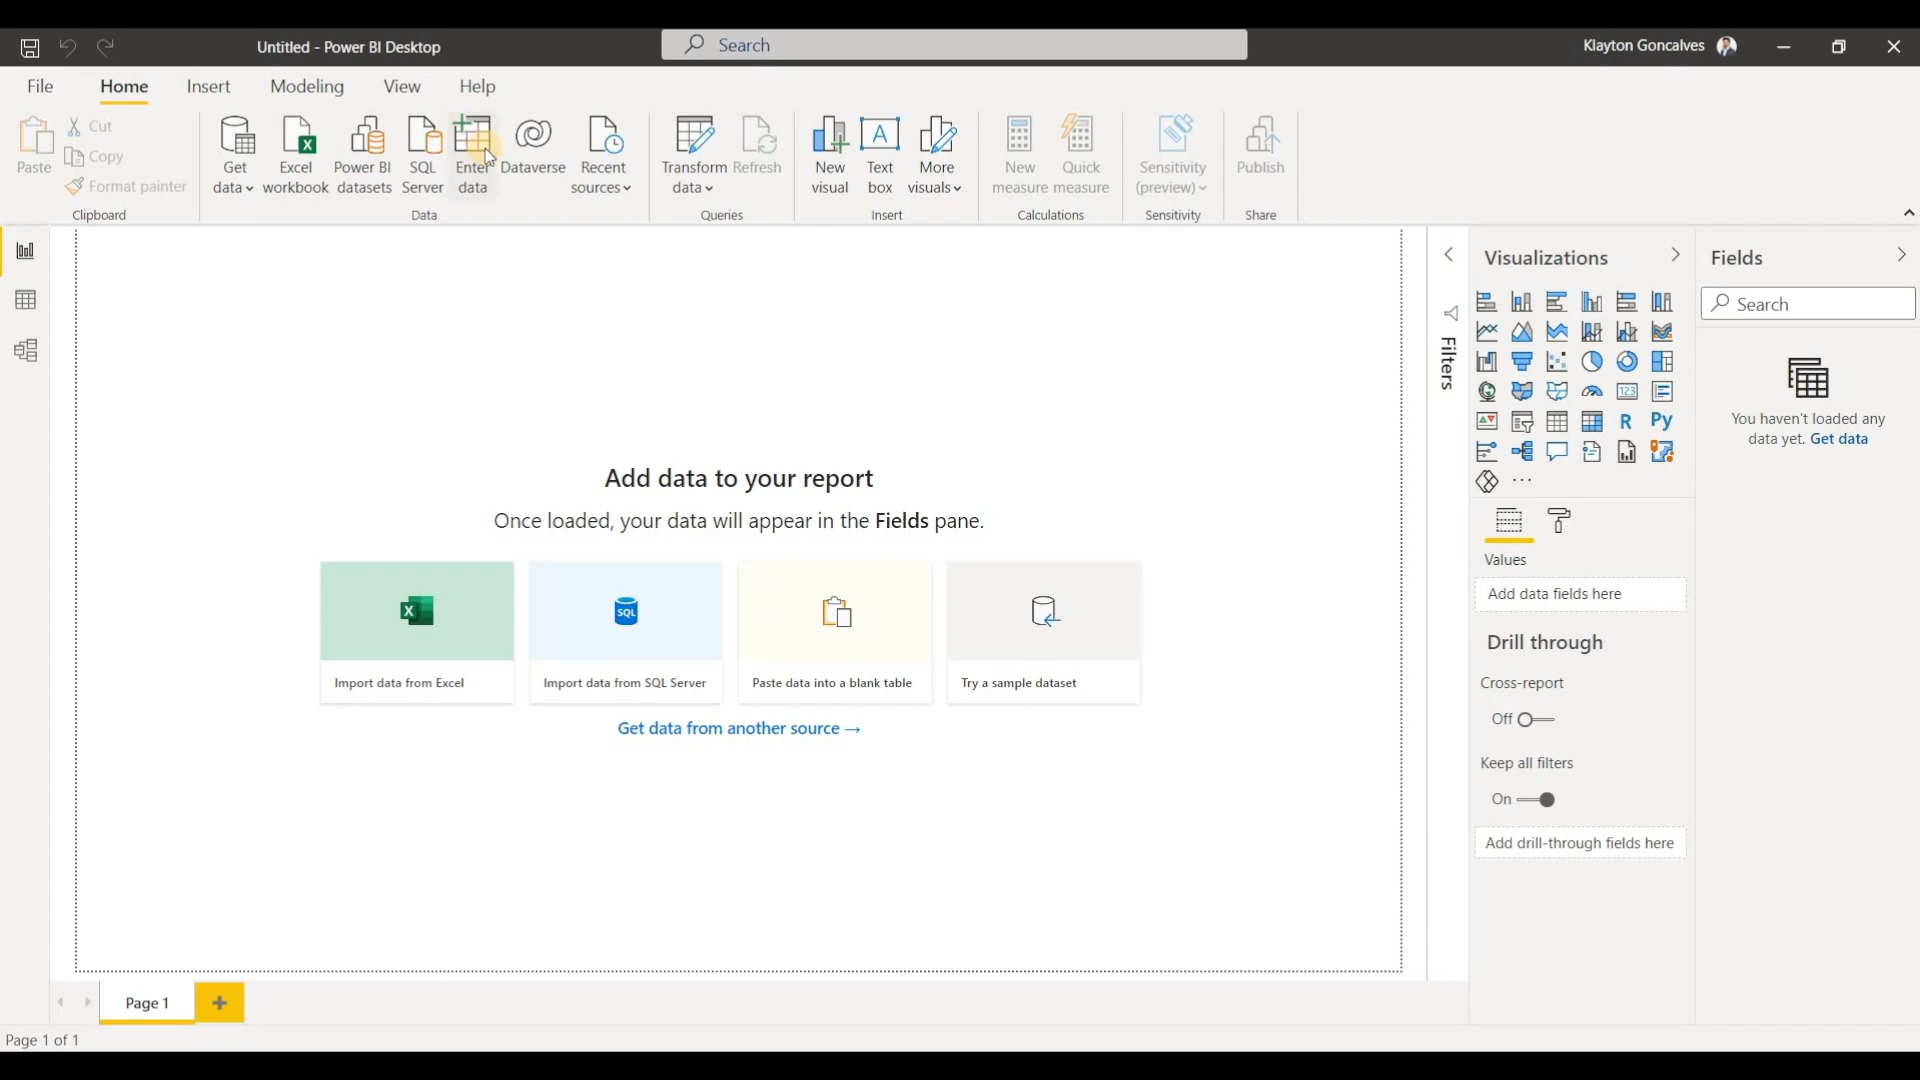 Untitled - Power BI Desktop
Search
Klayton Goncalves
File Home Insert Modeling View Help
Paste
Cut
Copy
Format painter
Clipboard
Get data
Excel workbook
Power BI datasets
SQL Server
Enter data
Dataverse
Recent sources
Data
Transform data
Refresh
Queries
New visual
A
Text box
More visuals
Insert
New measure
Quick measure
Calculations
Sensitivity (preview)
Sensitivity
Publish
Share
Add data to your report
Once loaded, your data will appear in the Fields pane.
X
SQL
Import data from Excel
Import data from SQL Server
Paste data into a blank table
Try a sample dataset
Get data from another source →
Filters
Visualizations
123
R
Py
Values
Add data fields here
Drill through
Cross-report
Off
Keep all filters
On
Add drill-through fields here
Fields
Search
You haven't loaded any
data yet. Get data
Page 1
+
Page 1 of 1